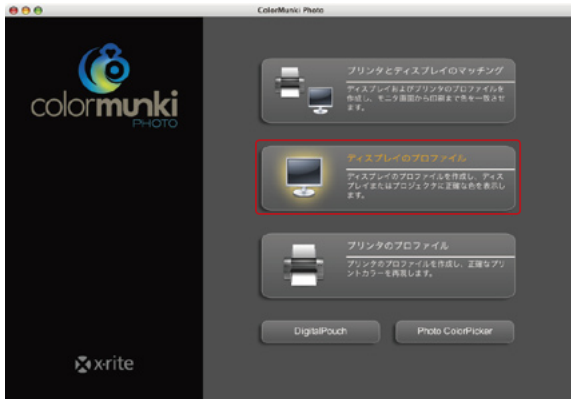 ColorMunki Photo
colormunki
PHOTO
プリンタとディスプレイのマッチング
ディスプレイおよびプリンタのプロファイルを
作成し、モニタ画面から印刷まで色を一致させ
ます。
ディスプレイのプロファイル
ディスプレイのプロファイルを作成し、ディス
プレイまたはプロジェクタに正確な色を表示し
ます。
プリンタのプロファイル
プリンタのプロファイルを作成し、正確なプリ
ントカラーを再現します。
DigitalPouch
Photo ColorPicker
x·rite